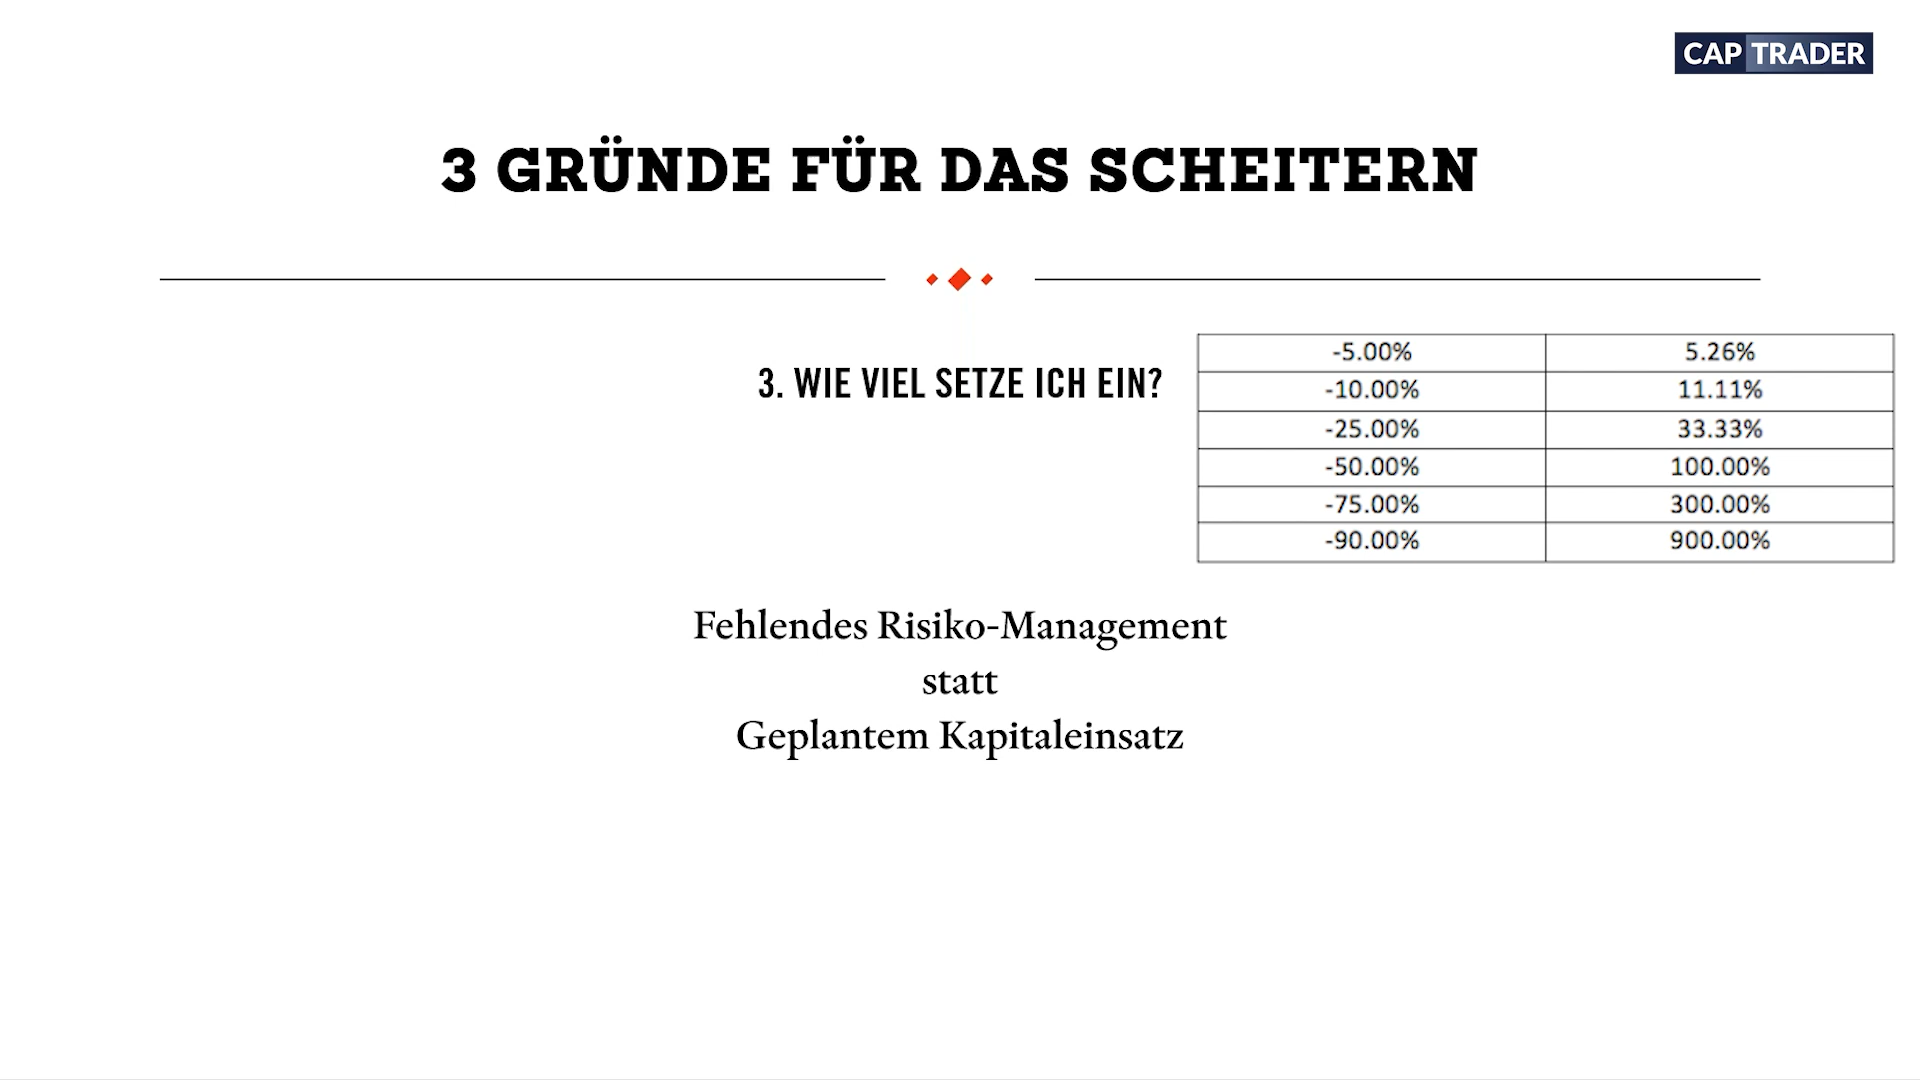 CAP TRADER
3 GRÜNDE FÜR DAS SCHEITERN
3. WIE VIEL SETZE ICH EIN?
-5.00% 5.26%
-10.00% 11.11%
-25.00% 33.33%
-50.00% 100.00%
-75.00% 300.00%
-90.00% 900.00%
Fehlendes Risiko-Management
statt
Geplantem Kapitaleinsatz